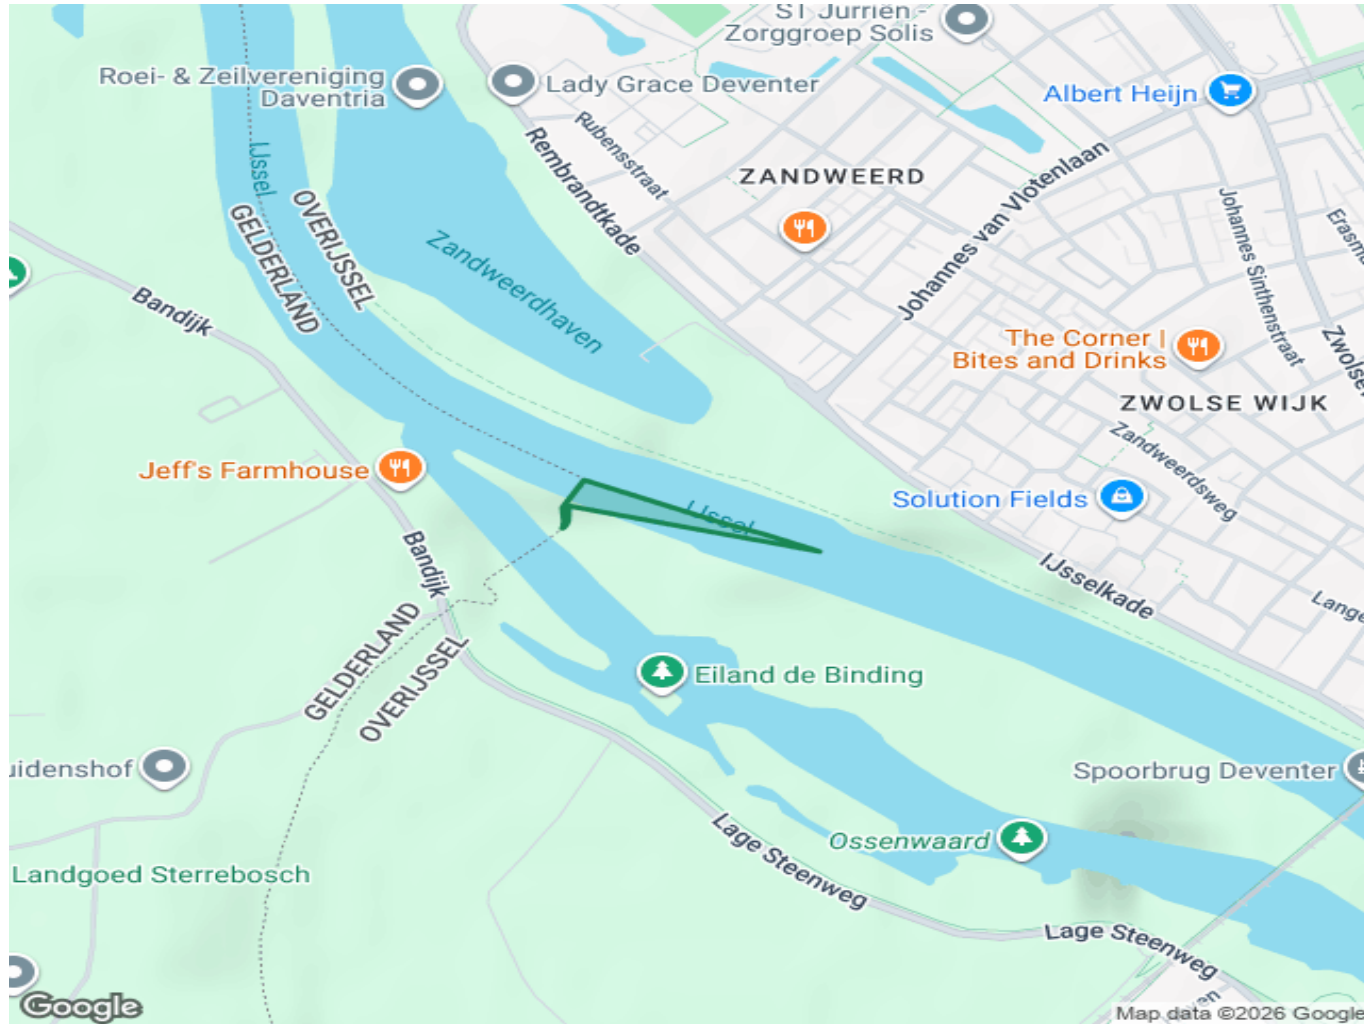 ST Jurriën -
Zorggroep Solis
Roei- & Zeilvereniging
Daventria
Lady Grace Deventer
Albert Heijn
Rubensstraat
Rembrandtkade
ZANDWEERD
Johannes van Vlotenlaan
Johannes Sinthenstraat
IJssel
OVERIJSSEL
GELDERLAND
Zandweerdhaven
Bandijk
The Corner |
Bites and Drinks
ZWOLSE WIJK
Zandweerdsweg
Jeff's Farmhouse
Solution Fields
IJssel
Bandijk
IJsselkade
GELDERLAND
OVERIJSSEL
Eiland de Binding
Spoorbrug Deventer
Lage Steenweg
Ossenwaard
Landgoed Sterrebosch
Lage Steenweg
Google
Map data ©2026 Google